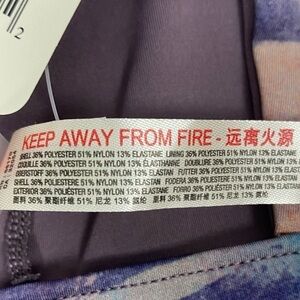 2
KEEP AWAY FROM FIRE - 远离火源
SHELL 36% POLYESTER 51% NYLON 13% ELASTANE LINING 36% POLYESTER 51% NYLON 13% ELASTANE
COQUILLE 36% POLYESTER 51% NYLON 13% ÉLASTHANNE DOUBLURE 36% POLYESTER 51% NYLON 13%
OBERSTOFF 36% POLYESTER 51% NYLON 13% ELASTAN FUTTER 36% POLYESTER 51% NYLON 13% ELASTAN
SHELL 36% POLIESTERE 51% NYLON 13% ELASTAN FODERA 36% POLIESTERE 51% NYLON 13% ELASTAN
EXTERIOR 36% POLIÉSTER 51% NYLON 13% ELASTANO FORRO 36% POLIÉSTER 51% NYLON 13%
面料 36% 聚酯纤维 51% 尼龙 13% 氨纶 里料 36% 聚酯纤维 51% 尼龙 13% 氨纶